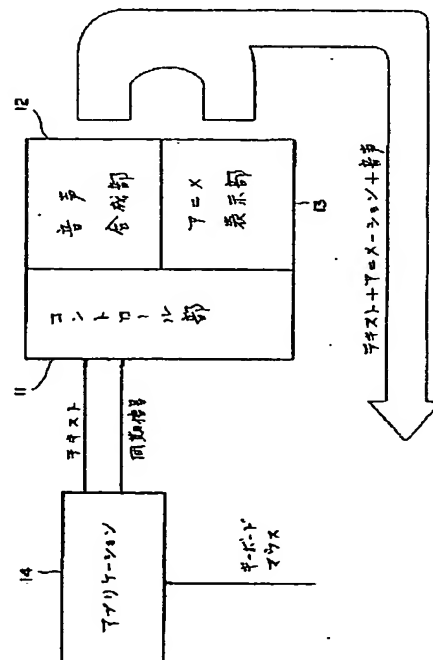 12
音声
合成部
アニメ
表示部
13
コントロール部
11
テキスト
同期信号
14
アプリケーション
キーボード
マウス
テキスト+アニメーション+音声